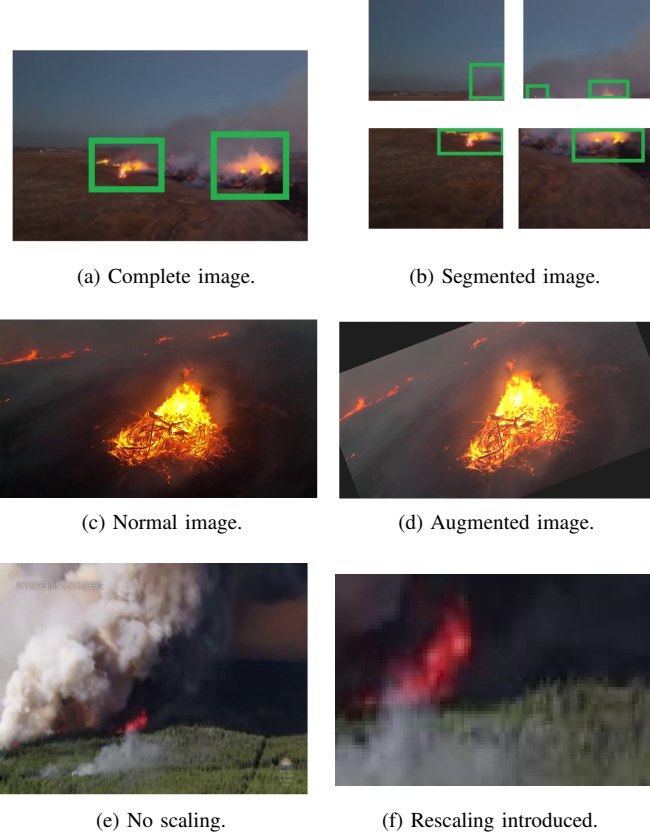 (a) Complete image.
(b) Segmented image.
(c) Normal image.
(d) Augmented image.
(e) No scaling.
(f) Rescaling introduced.